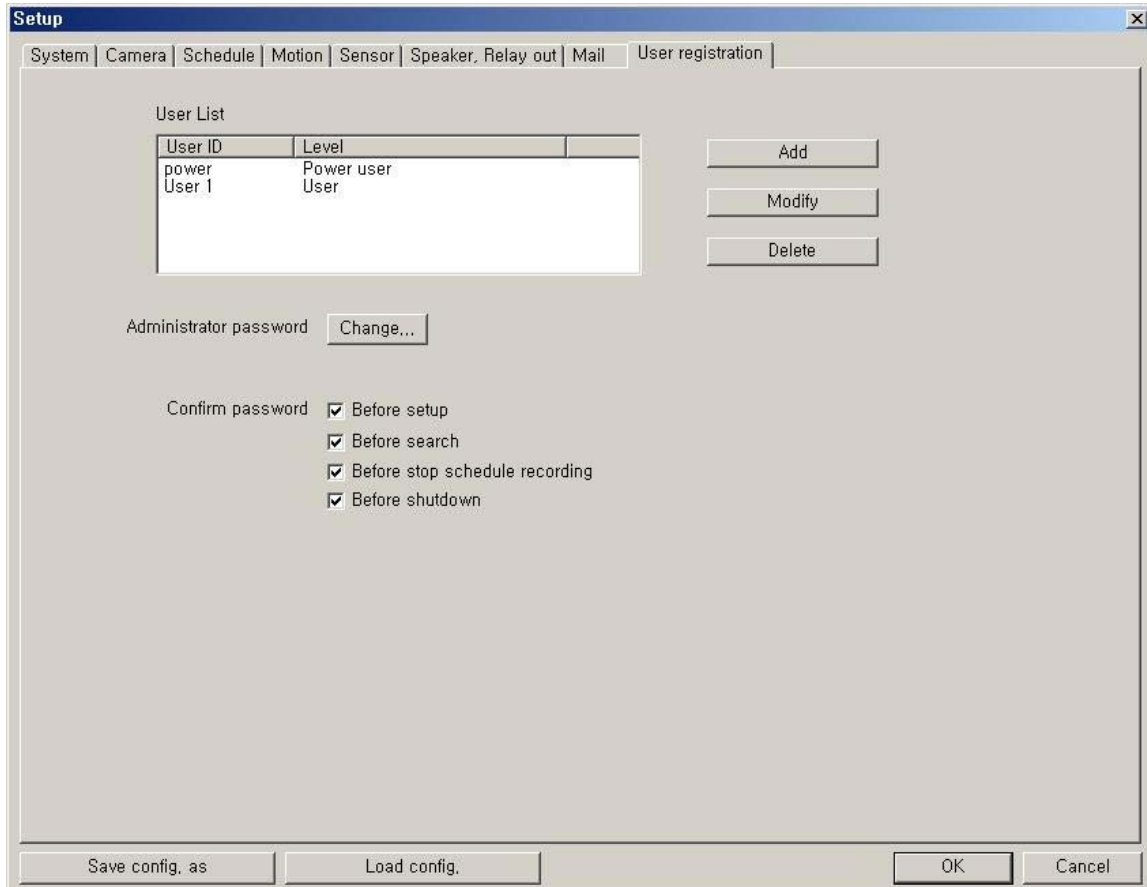 Setup
System Camera Schedule Motion Sensor Speaker, Relay out Mail User registration
User List
User ID Level
power Power user
User 1 User
Add
Modify
Delete
Administrator password Change,,,
Confirm password Before setup
Before search
Before stop schedule recording
Before shutdown
Save config, as Load config, OK Cancel